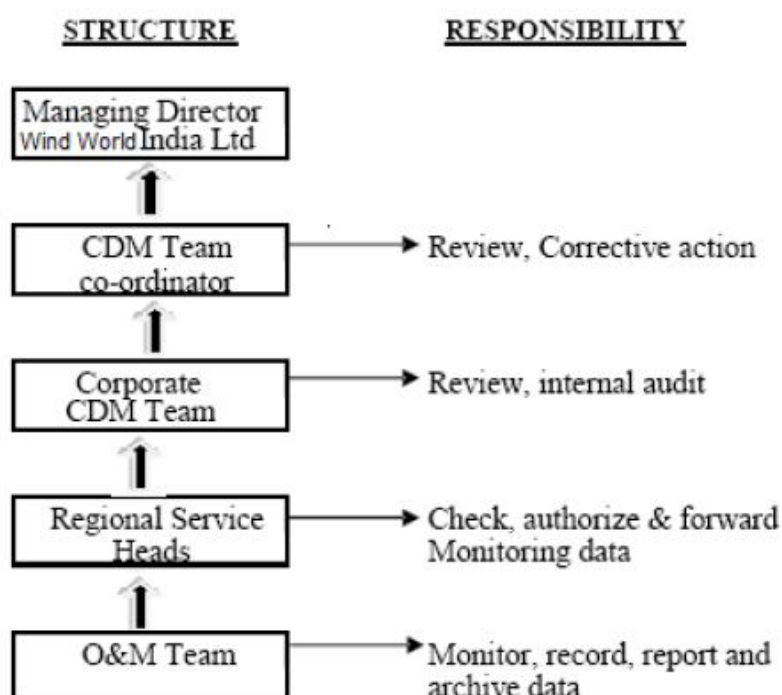 STRUCTURE
RESPONSIBILITY
Managing Director
Wind World India Ltd
CDM Team
co-ordinator
Review, Corrective action
Corporate
CDM Team
Review, internal audit
Regional Service
Heads
Check, authorize & forward
Monitoring data
O&M Team
Monitor, record, report and
archive data